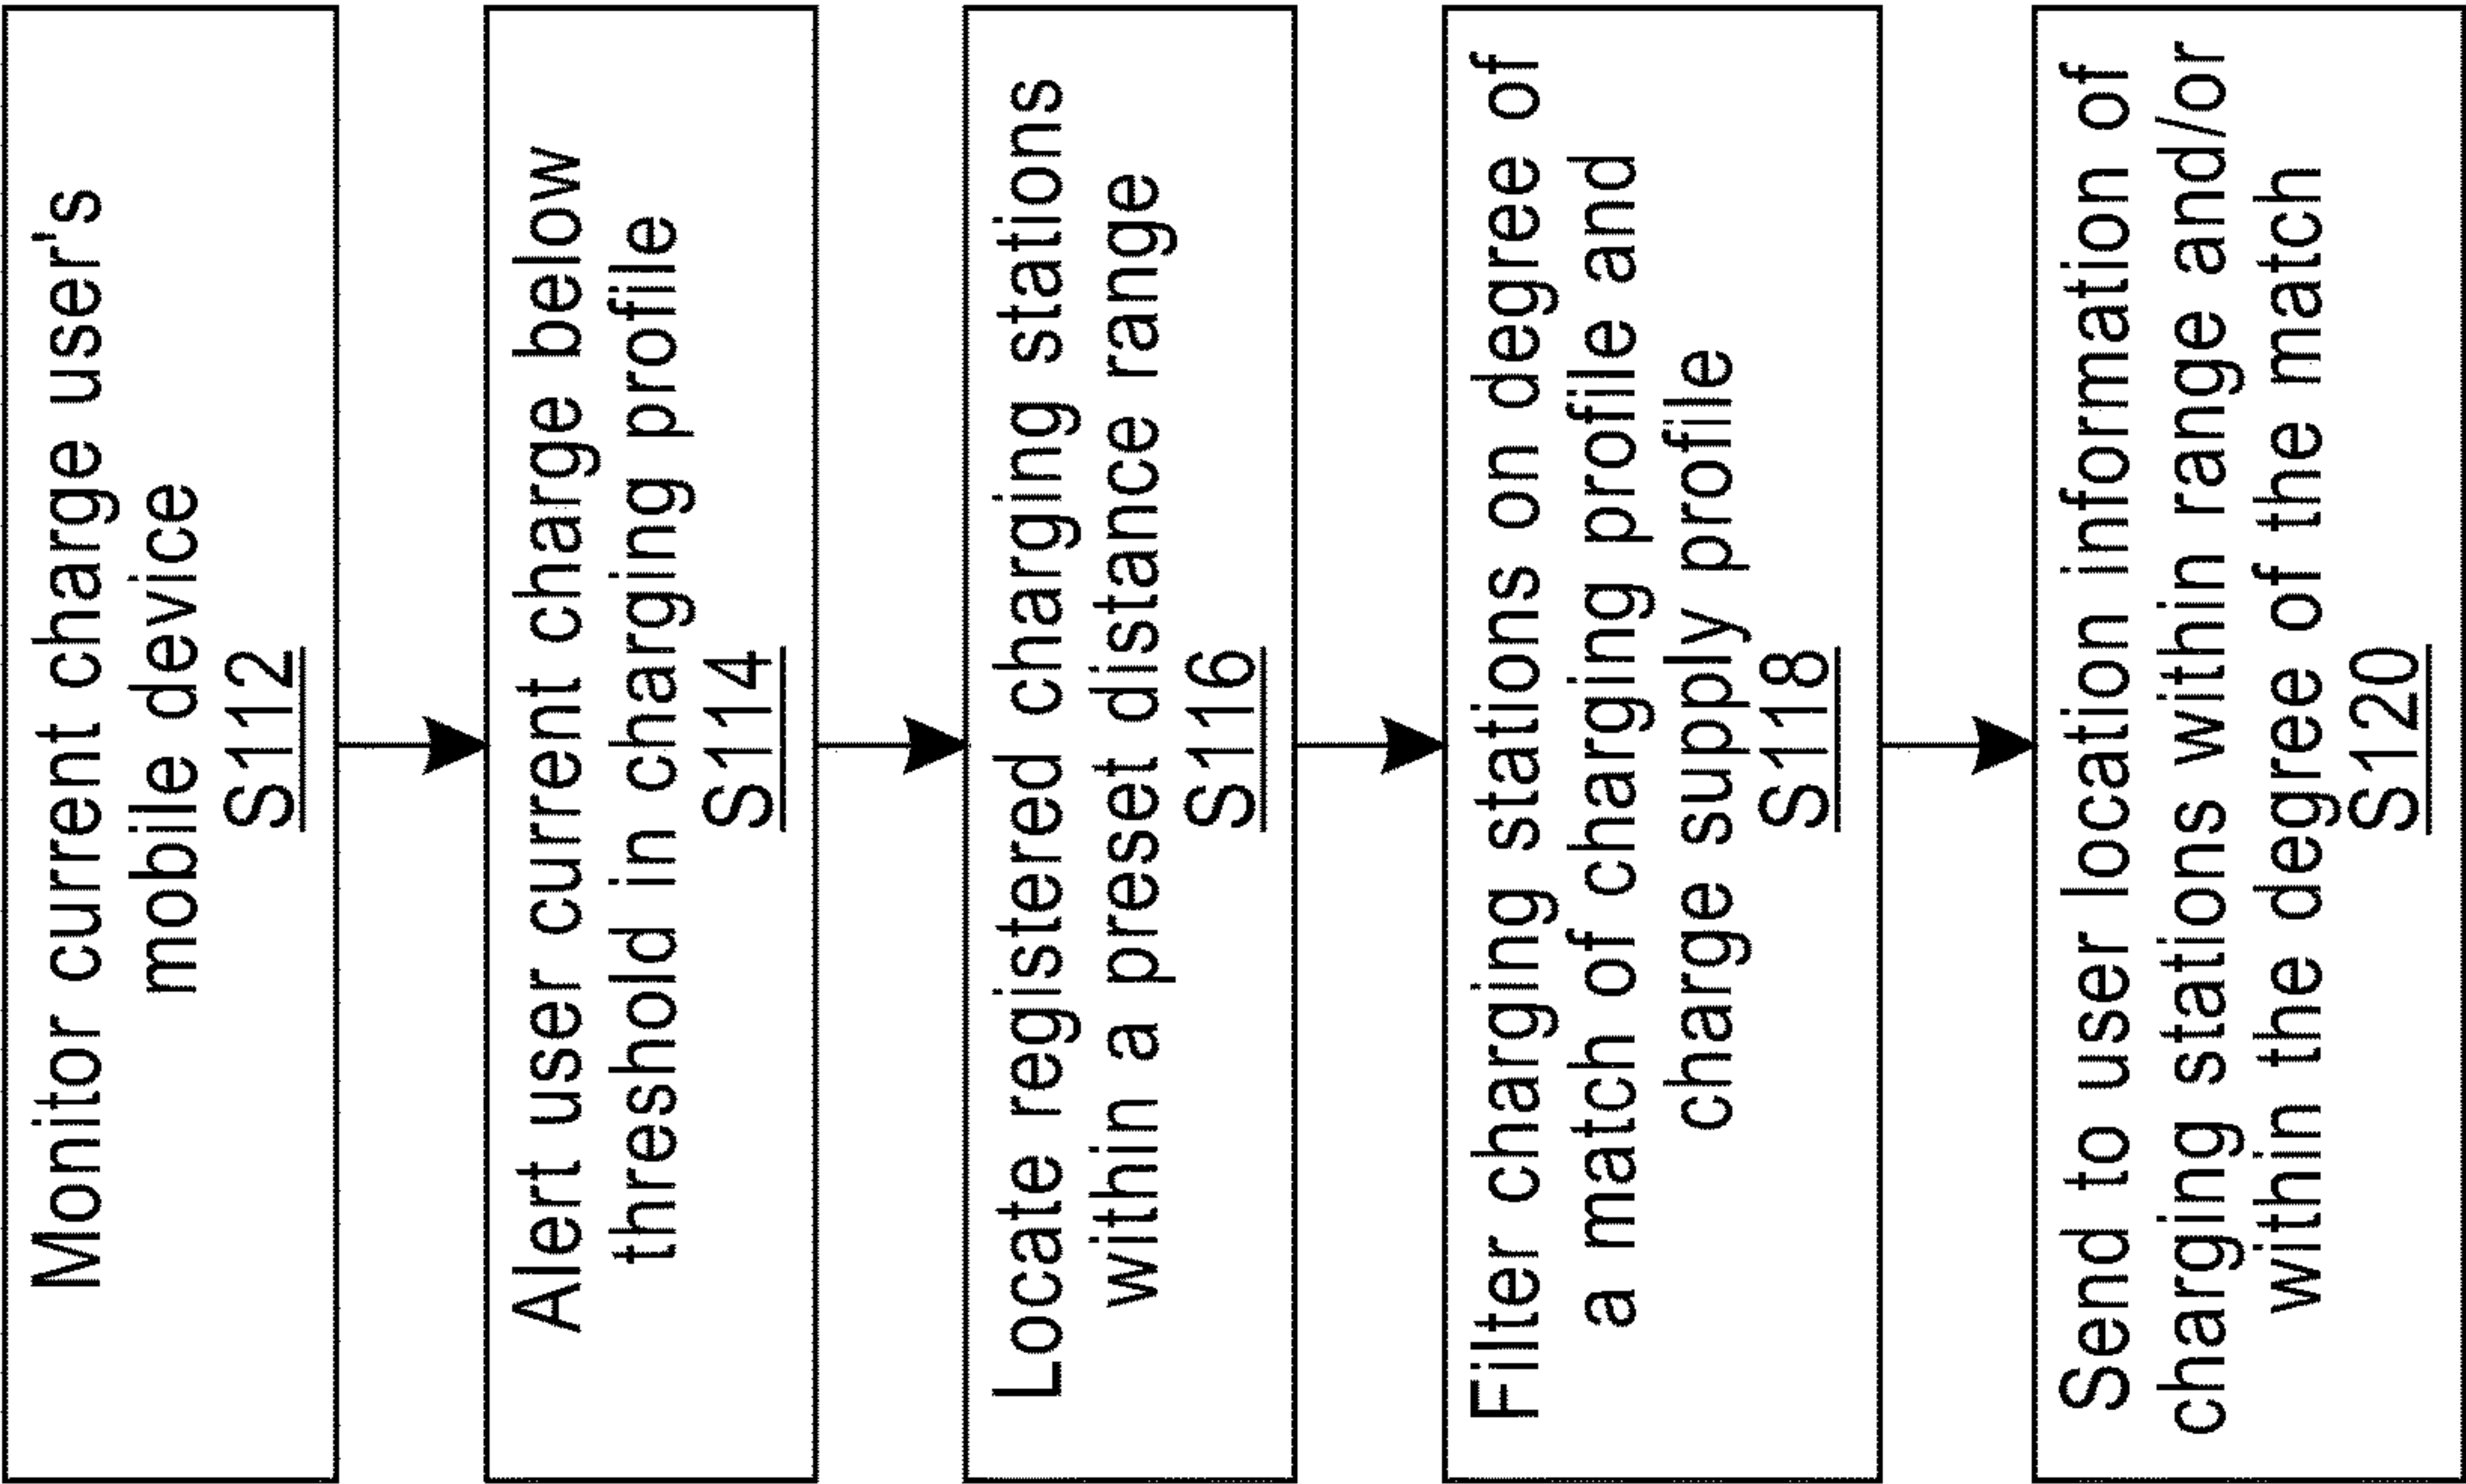 Monitor current charge user's
mobile device
S112
Alert user current charge below
threshold in charging profile
S114
Locate registered charging stations
within a preset distance range
S116
Filter charging stations on degree of
a match of charging profile and
charge supply profile
S118
Send to user location information of
charging stations within range and/or
within the degree of the match
S120